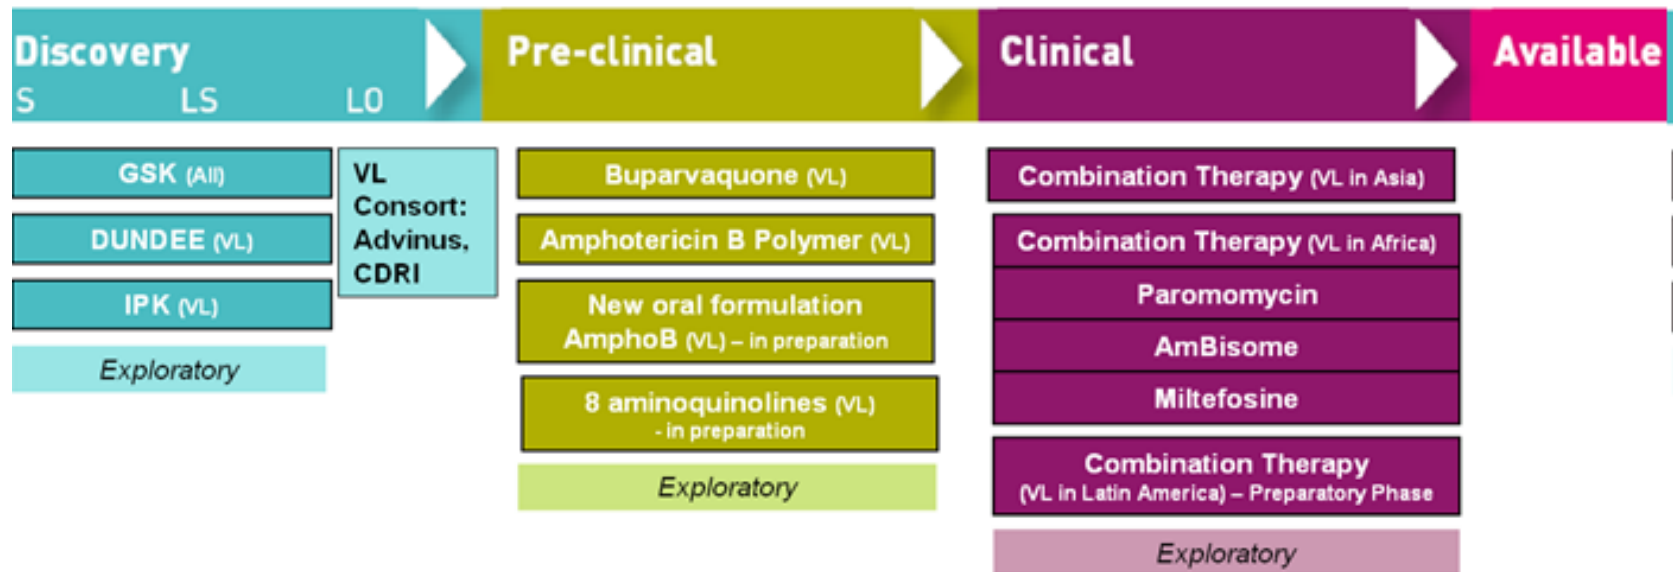 Discovery
S LS LO
Pre-clinical
Clinical
Available
GSK (All)
DUNDEE (VL)
IPK (VL)
Exploratory
VL
Consort:
Advinus,
CDRI
Buparvaquone (VL)
Amphotericin B Polymer (VL)
New oral formulation
AmphoB (VL) – in preparation
8 aminoquinolines (VL)
- in preparation
Exploratory
Combination Therapy (VL in Asia)
Combination Therapy (VL in Africa)
Paromomycin
AmBisome
Miltefosine
Combination Therapy
(VL in Latin America) – Preparatory Phase
Exploratory